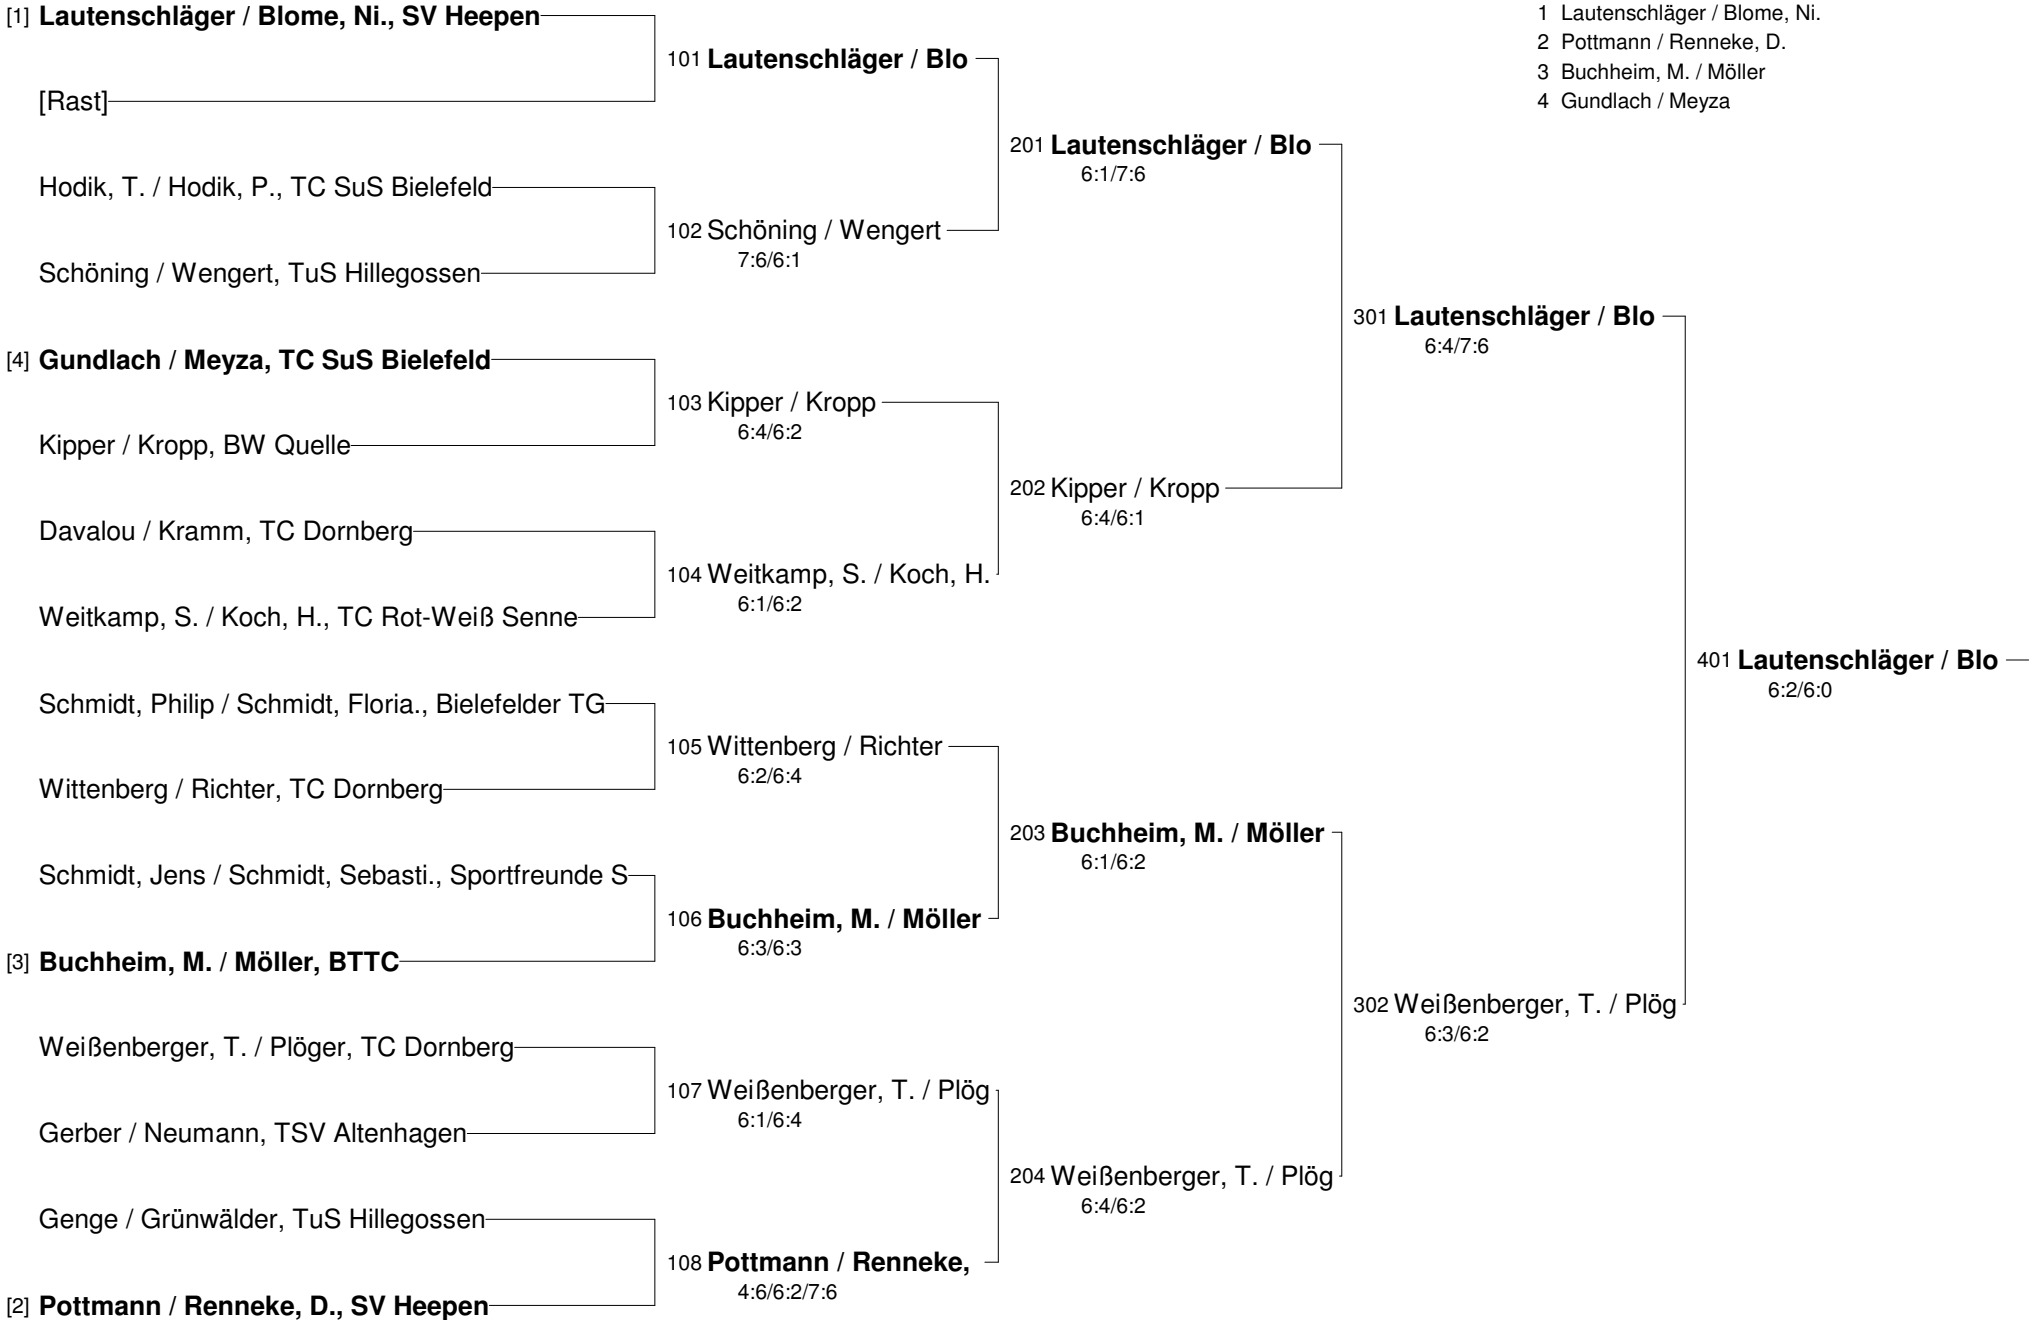 [1] Lautenschläger / Blome, Ni., SV Heepen
[Rast]
Hodik, T. / Hodik, P., TC SuS Bielefeld
Schöning / Wengert, TuS Hillegossen
[4] Gundlach / Meyza, TC SuS Bielefeld
Kipper / Kropp, BW Quelle
Davalou / Kramm, TC Dornberg
Weitkamp, S. / Koch, H., TC Rot-Weiß Senne
Schmidt, Philip / Schmidt, Floria., Bielefelder TG
Wittenberg / Richter, TC Dornberg
Schmidt, Jens / Schmidt, Sebasti., Sportfreunde S
[3] Buchheim, M. / Möller, BTTC
Weißenberger, T. / Plöger, TC Dornberg
Gerber / Neumann, TSV Altenhagen
Genge / Grünwälder, TuS Hillegossen
[2] Pottmann / Renneke, D., SV Heepen
101 Lautenschläger / Blo
102 Schöning / Wengert
7:6/6:1
103 Kipper / Kropp
6:4/6:2
104 Weitkamp, S. / Koch, H.
6:1/6:2
105 Wittenberg / Richter
6:2/6:4
106 Buchheim, M. / Möller
6:3/6:3
107 Weißenberger, T. / Plög
6:1/6:4
108 Pottmann / Renneke,
4:6/6:2/7:6
201 Lautenschläger / Blo
6:1/7:6
202 Kipper / Kropp
6:4/6:1
203 Buchheim, M. / Möller
6:1/6:2
204 Weißenberger, T. / Plög
6:4/6:2
301 Lautenschläger / Blo
6:4/7:6
302 Weißenberger, T. / Plög
6:3/6:2
401 Lautenschläger / Blo
6:2/6:0
1 Lautenschläger / Blome, Ni.
2 Pottmann / Renneke, D.
3 Buchheim, M. / Möller
4 Gundlach / Meyza